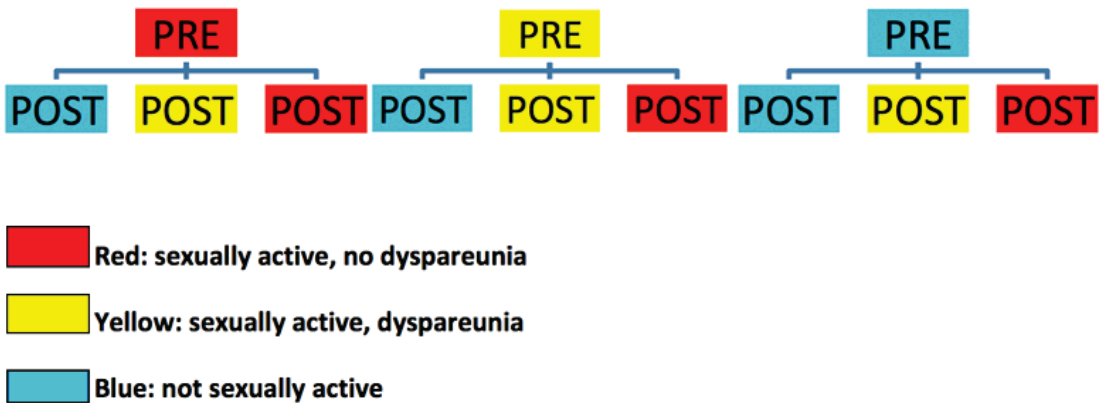 PRE PRE PRE
POST POST POST POST POST POST POST POST POST
Red: sexually active, no dyspareunia
Yellow: sexually active, dyspareunia
Blue: not sexually active